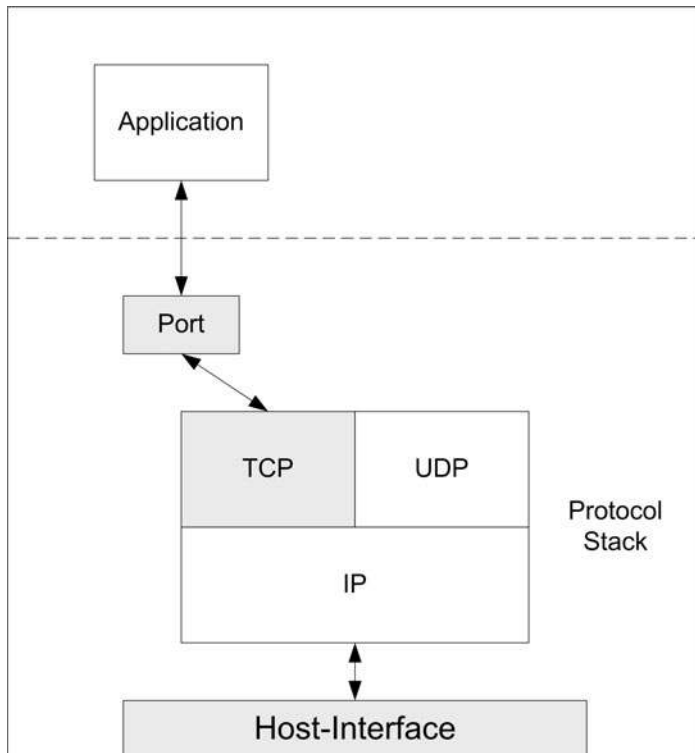 Application
Port
TCP
UDP
Protocol
Stack
IP
Host-Interface